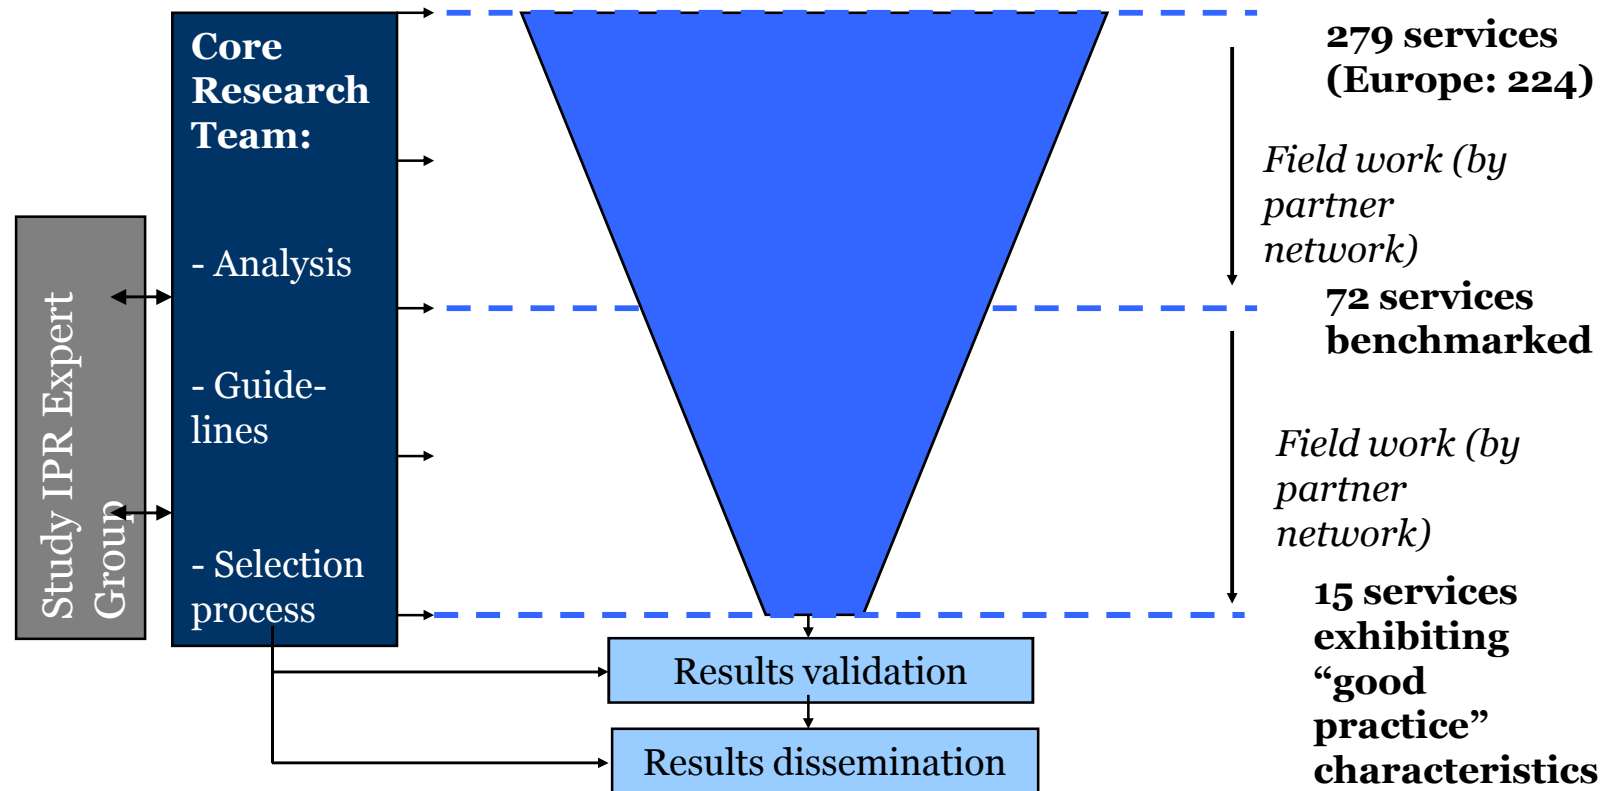 Study IPR Expert
Group
Core
Research
Team:
- Analysis
- Guide-
lines
- Selection
process
279 services
(Europe: 224)
Field work (by
partner
network)
72 services
benchmarked
Field work (by
partner
network)
15 services
exhibiting
“good
practice”
characteristics
Results validation
Results dissemination